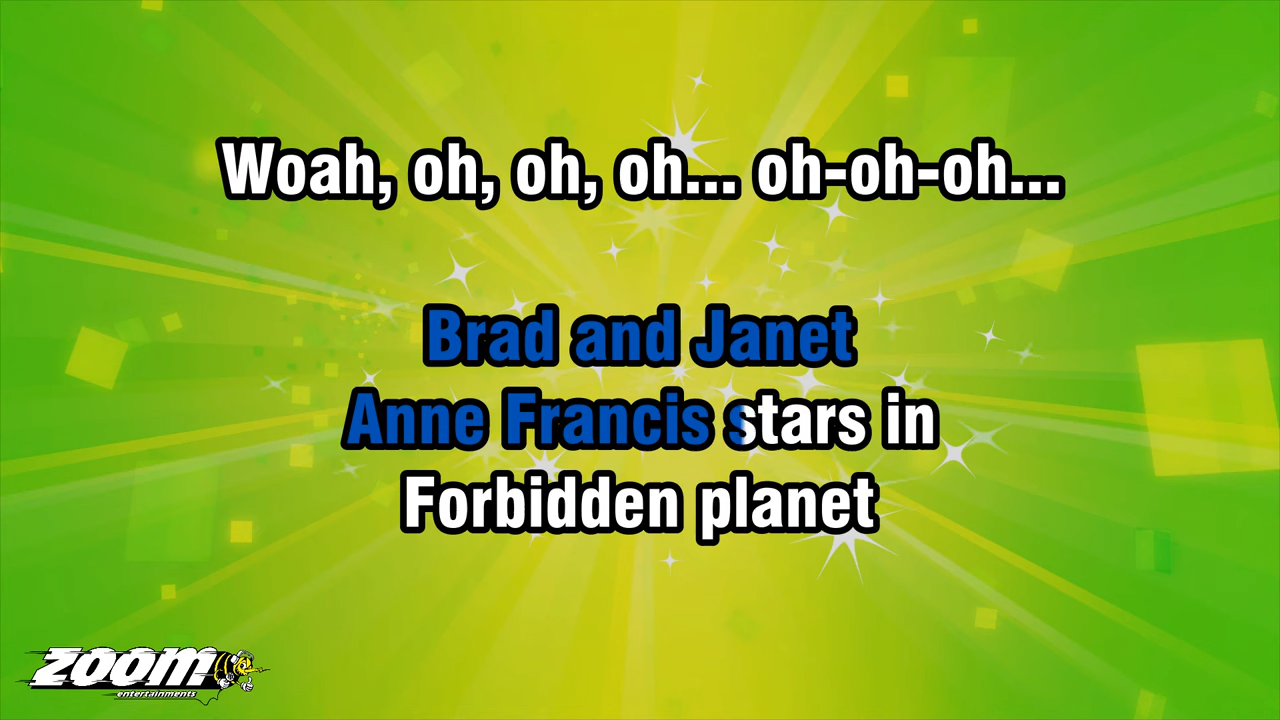 Woah, oh, oh, oh... oh-oh-oh...
Brad and Janet
Anne Francis stars in
Forbidden planet
zoom
entertainments